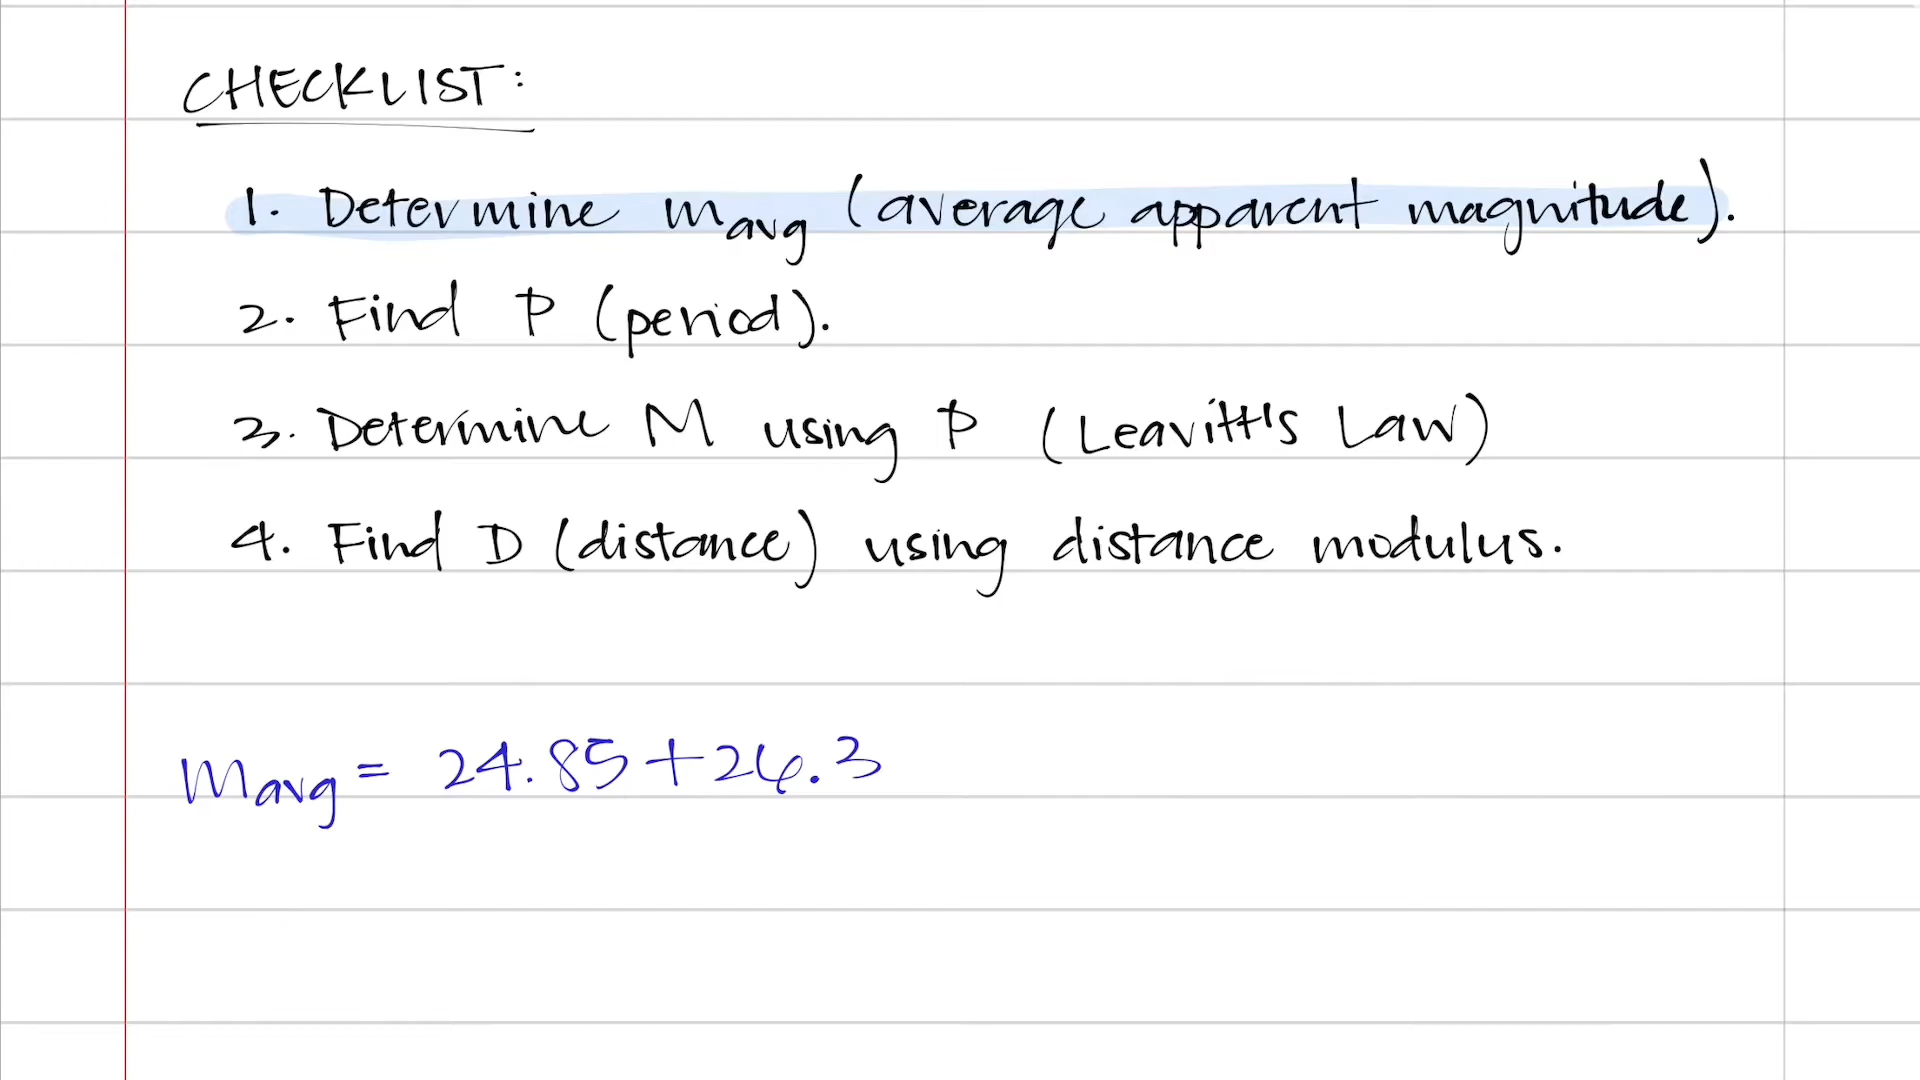 CHECKLIST:
1. Determine mavg (average apparent magnitude).
2. Find P (period).
3. Determine M using P (Leavitt's Law)
4. Find D (distance) using distance modulus.
mavg = 24.85 + 26.3